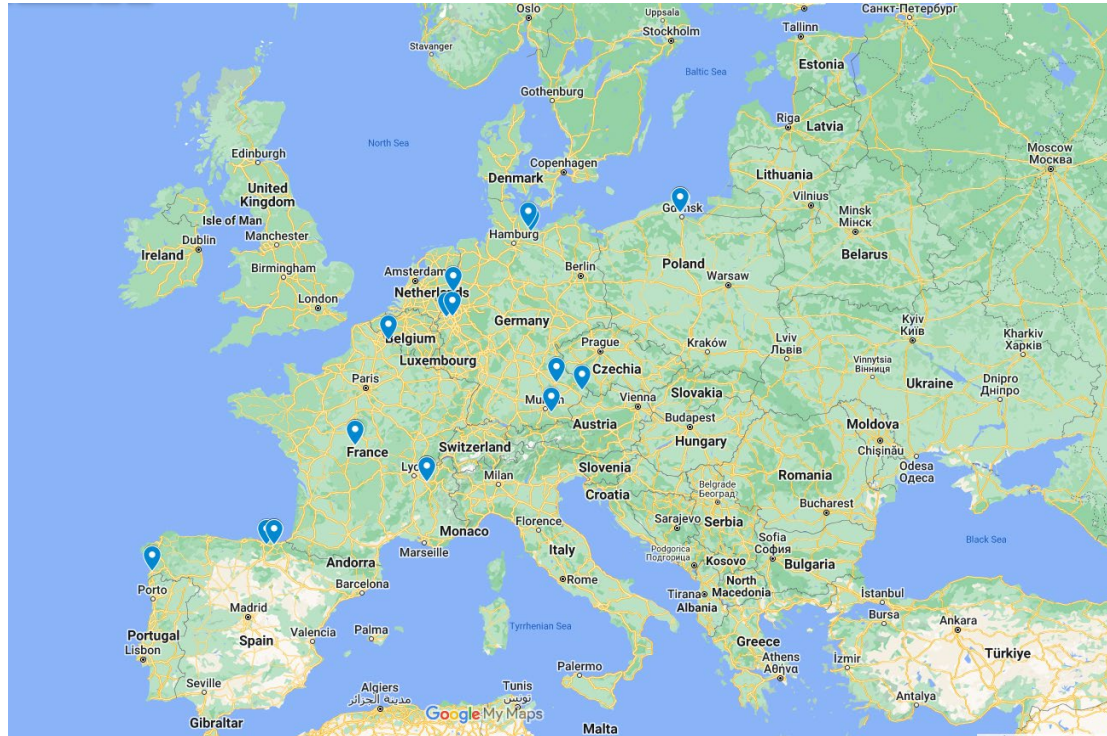 Oslo
Uppsala
Stockholm
Санкт-Петербург
Tallinn
Stavanger
Estonia
Baltic Sea
Gothenburg
Riga
Latvia
North Sea
Moscow
Москва
Edinburgh
Copenhagen
Denmark
Lithuania
United
Kingdom
Vilnius
Isle of Man
Minsk
Мінск
Dublin
Manchester
Hamburg
Ireland
Belarus
Birmingham
Amsterdam
Berlin
Poland
Warsaw
Netherlands
London
Germany
Belgium
Kyiv
Київ
Kharkiv
Харків
Prague
Kraków
Lviv
Львів
Luxembourg
Czechia
Vinnytsia
Вінниця
Paris
Ukraine
Dnipro
Дніпро
Slovakia
Vienna
Budapest
Austria
Moldova
France
Switzerland
Hungary
Chișinău
Odesa
Одеса
Milan
Slovenia
Romania
Croatia
Belgrade
Београд
Bucharest
Monaco
Florence
Sarajevo
Serbia
Marseille
Sofia
София
Black Sea
Italy
Podgorica
Подгорица
Kosovo
Bulgaria
Andorra
Barcelona
Rome
North
Macedonia
Tirana
Albania
İstanbul
Porto
Bursa
Madrid
Ankara
Portugal
Lisbon
Spain
Valencia
Palma
Tyrrhenian Sea
Greece
Türkiye
Athens
Αθήνα
İzmir
Palermo
Seville
Algiers
مدينة الجزائر
Tunis
تونس
Antalya
Gibraltar
Google My Maps
Malta